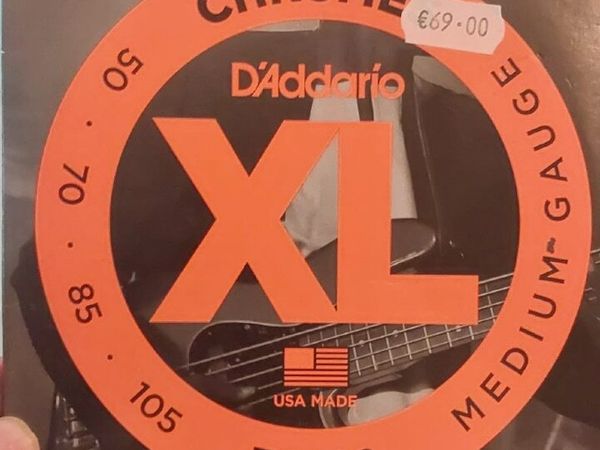 €69.00
D'Addario
XL
USA MADE
50 · 70 · 85 · 105
MEDIUM-GAUGE